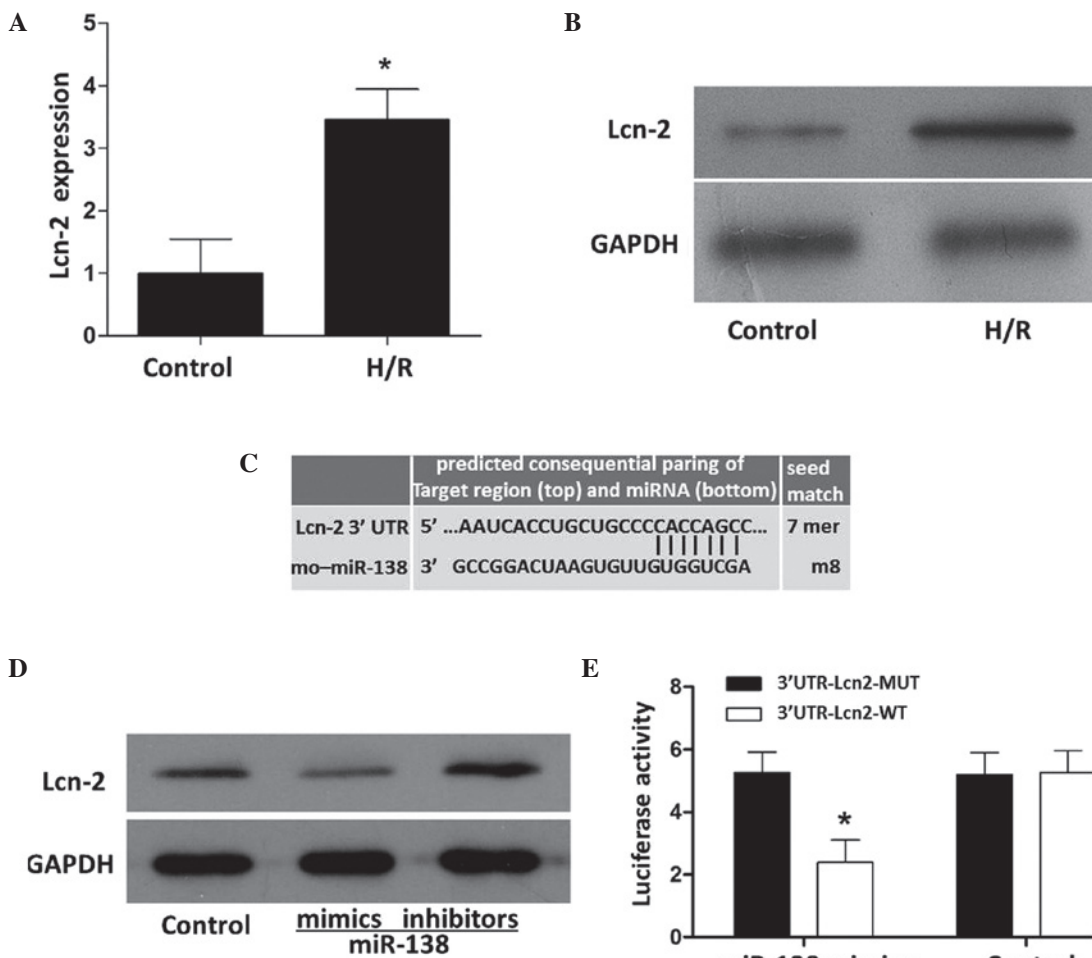 A
5
4
3
2
1
0
Lcn-2 expression
*
Control
H/R
B
Lcn-2
GAPDH
Control
H/R
C
predicted consequential paring of
Target region (top) and miRNA (bottom)
seed
match
Lcn-2 3’ UTR 5’ ...AAUCACCUGCUGCCCCACCAGCC... 7 mer
mo–miR-138 3’ GCCGGACUAAGUGUUGUGGUCGA m8
D
Lcn-2
GAPDH
Control
mimics inhibitors
miR-138
E
8
6
4
2
0
Luciferase activity
3’UTR-Lcn2-MUT
3’UTR-Lcn2-WT
*